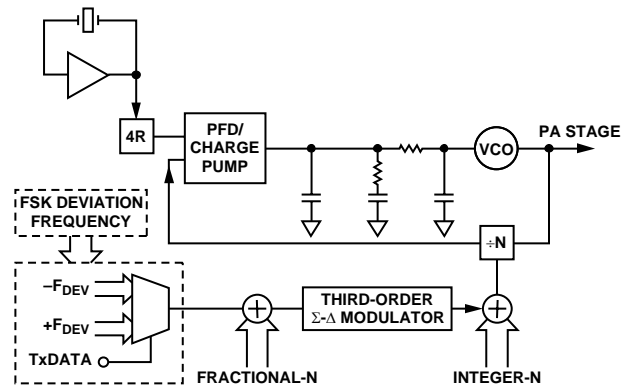 4R
PFD/
CHARGE
PUMP
VCO
PA STAGE
÷N
FSK DEVIATION
FREQUENCY
–FDEV
+FDEV
TxDATA
+
THIRD-ORDER
Σ-Δ MODULATOR
+
FRACTIONAL-N
INTEGER-N